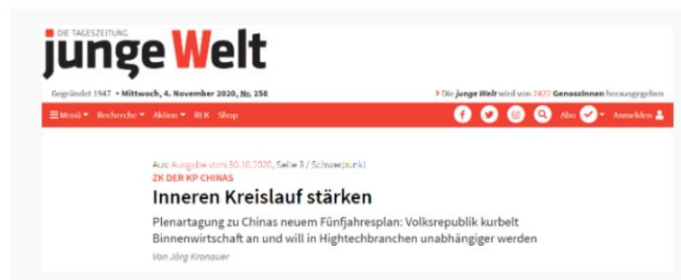 DIE TAGESZEITUNG
junge Welt
Gegründet 1947 • Mittwoch, 4. November 2020, Nr. 258
Die junge Welt wird von 2422 GenossInnen herausgegeben
Menü Recherche Aktion RLK Shop Abo Anmelden
Aus: Ausgabe vom 30.10.2020, Seite 3 / Schwerpunkt
ZK DER KP CHINAS
Inneren Kreislauf stärken
Plenartagung zu Chinas neuem Fünfjahresplan: Volksrepublik kurbelt
Binnenwirtschaft an und will in Hightechbranchen unabhängiger werden
Von Jörg Kronauer